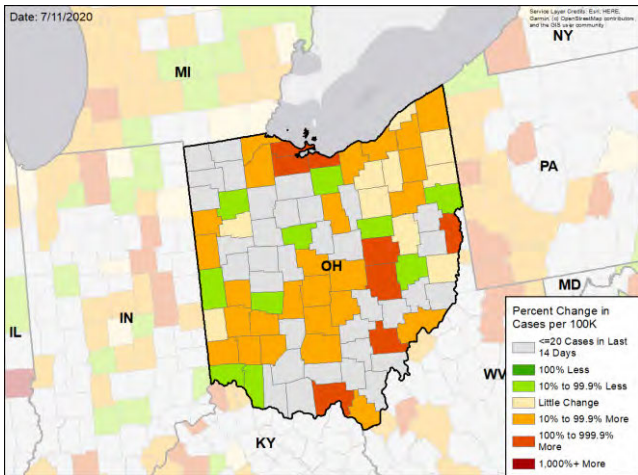 Date: 7/11/2020
Service Layer Credits: Esri, HERE,
Garmin, (c) OpenStreetMap contributors,
and the GIS user community
NY
MI
PA
OH
IN
MD
IL
WV
KY
Percent Change in
Cases per 100K
<=20 Cases in Last
14 Days
100% Less
10% to 99.9% Less
Little Change
10% to 99.9% More
100% to 999.9%
More
1,000%+ More